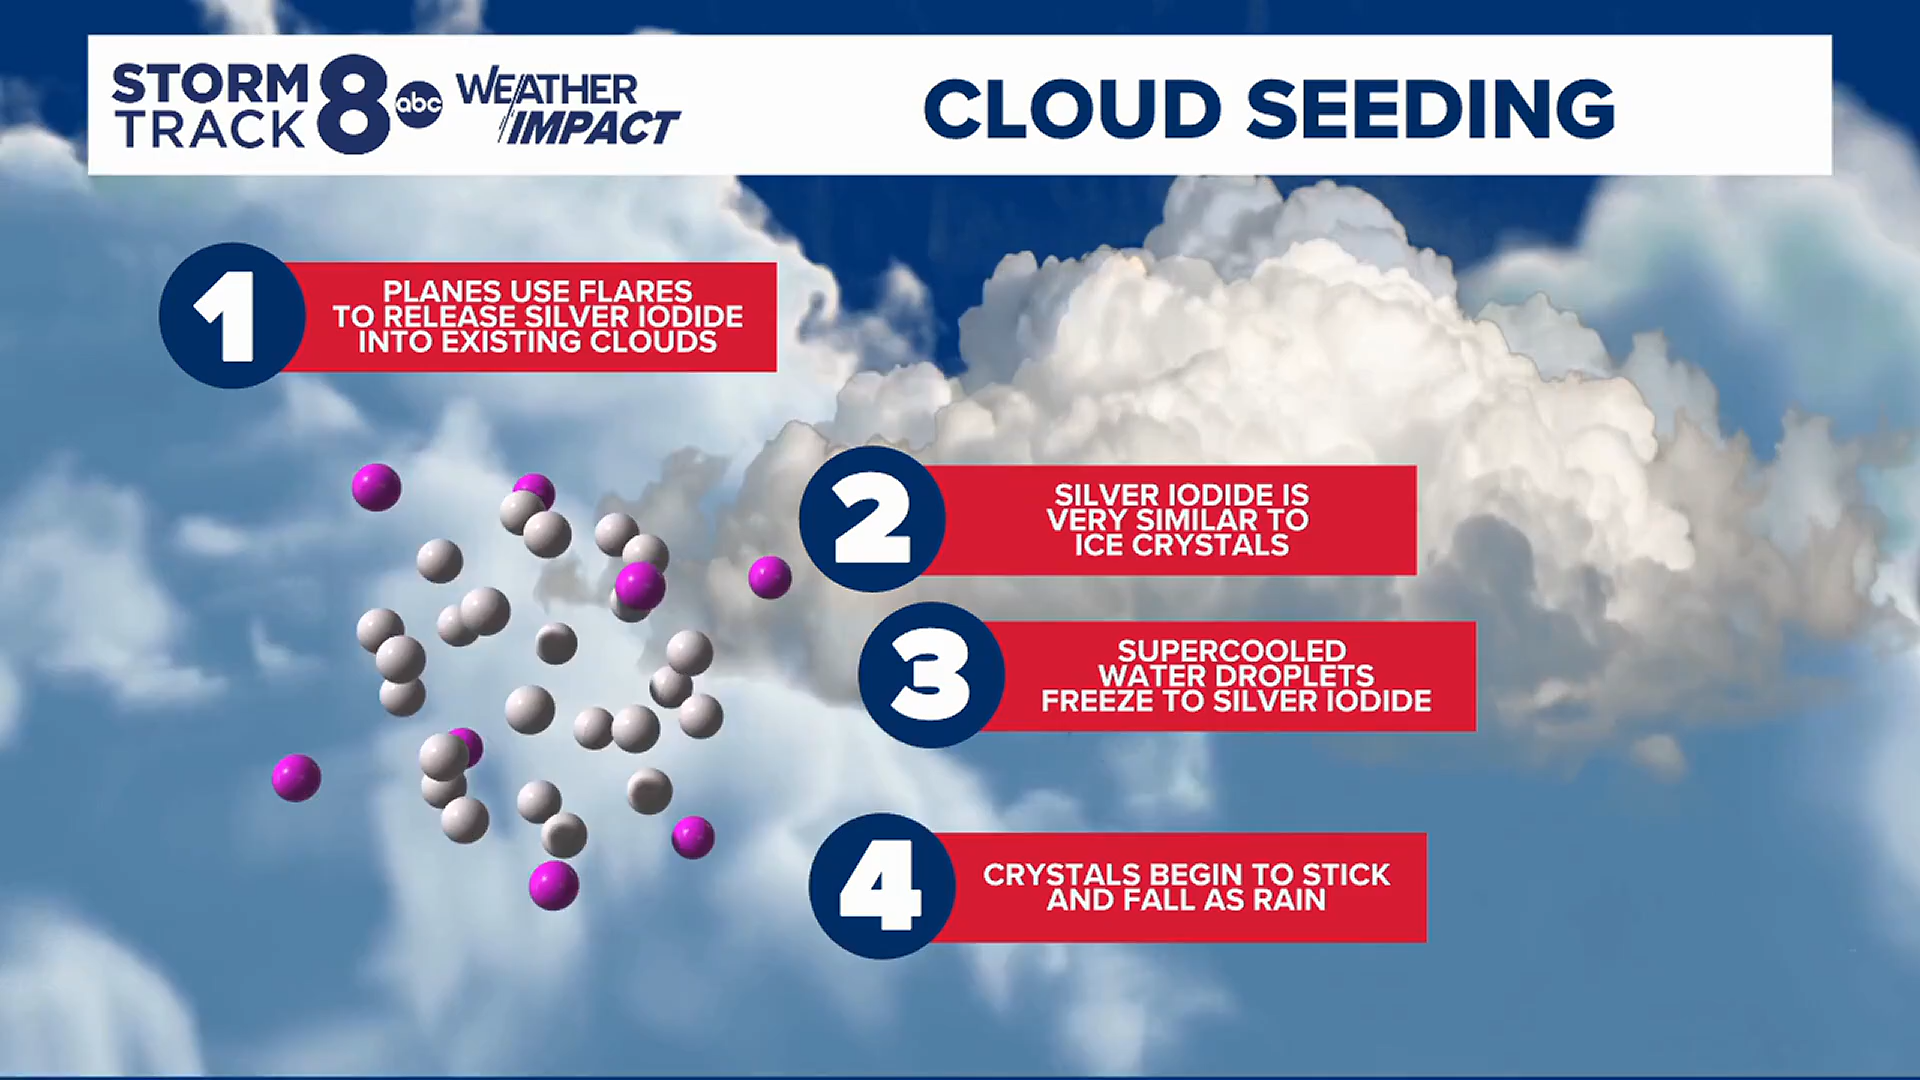 STORM
TRACK
8
abc
WEATHER
IMPACT
CLOUD SEEDING
1
PLANES USE FLARES
TO RELEASE SILVER IODIDE
INTO EXISTING CLOUDS
2
SILVER IODIDE IS
VERY SIMILAR TO
ICE CRYSTALS
3
SUPERCOOLED
WATER DROPLETS
FREEZE TO SILVER IODIDE
4
CRYSTALS BEGIN TO STICK
AND FALL AS RAIN